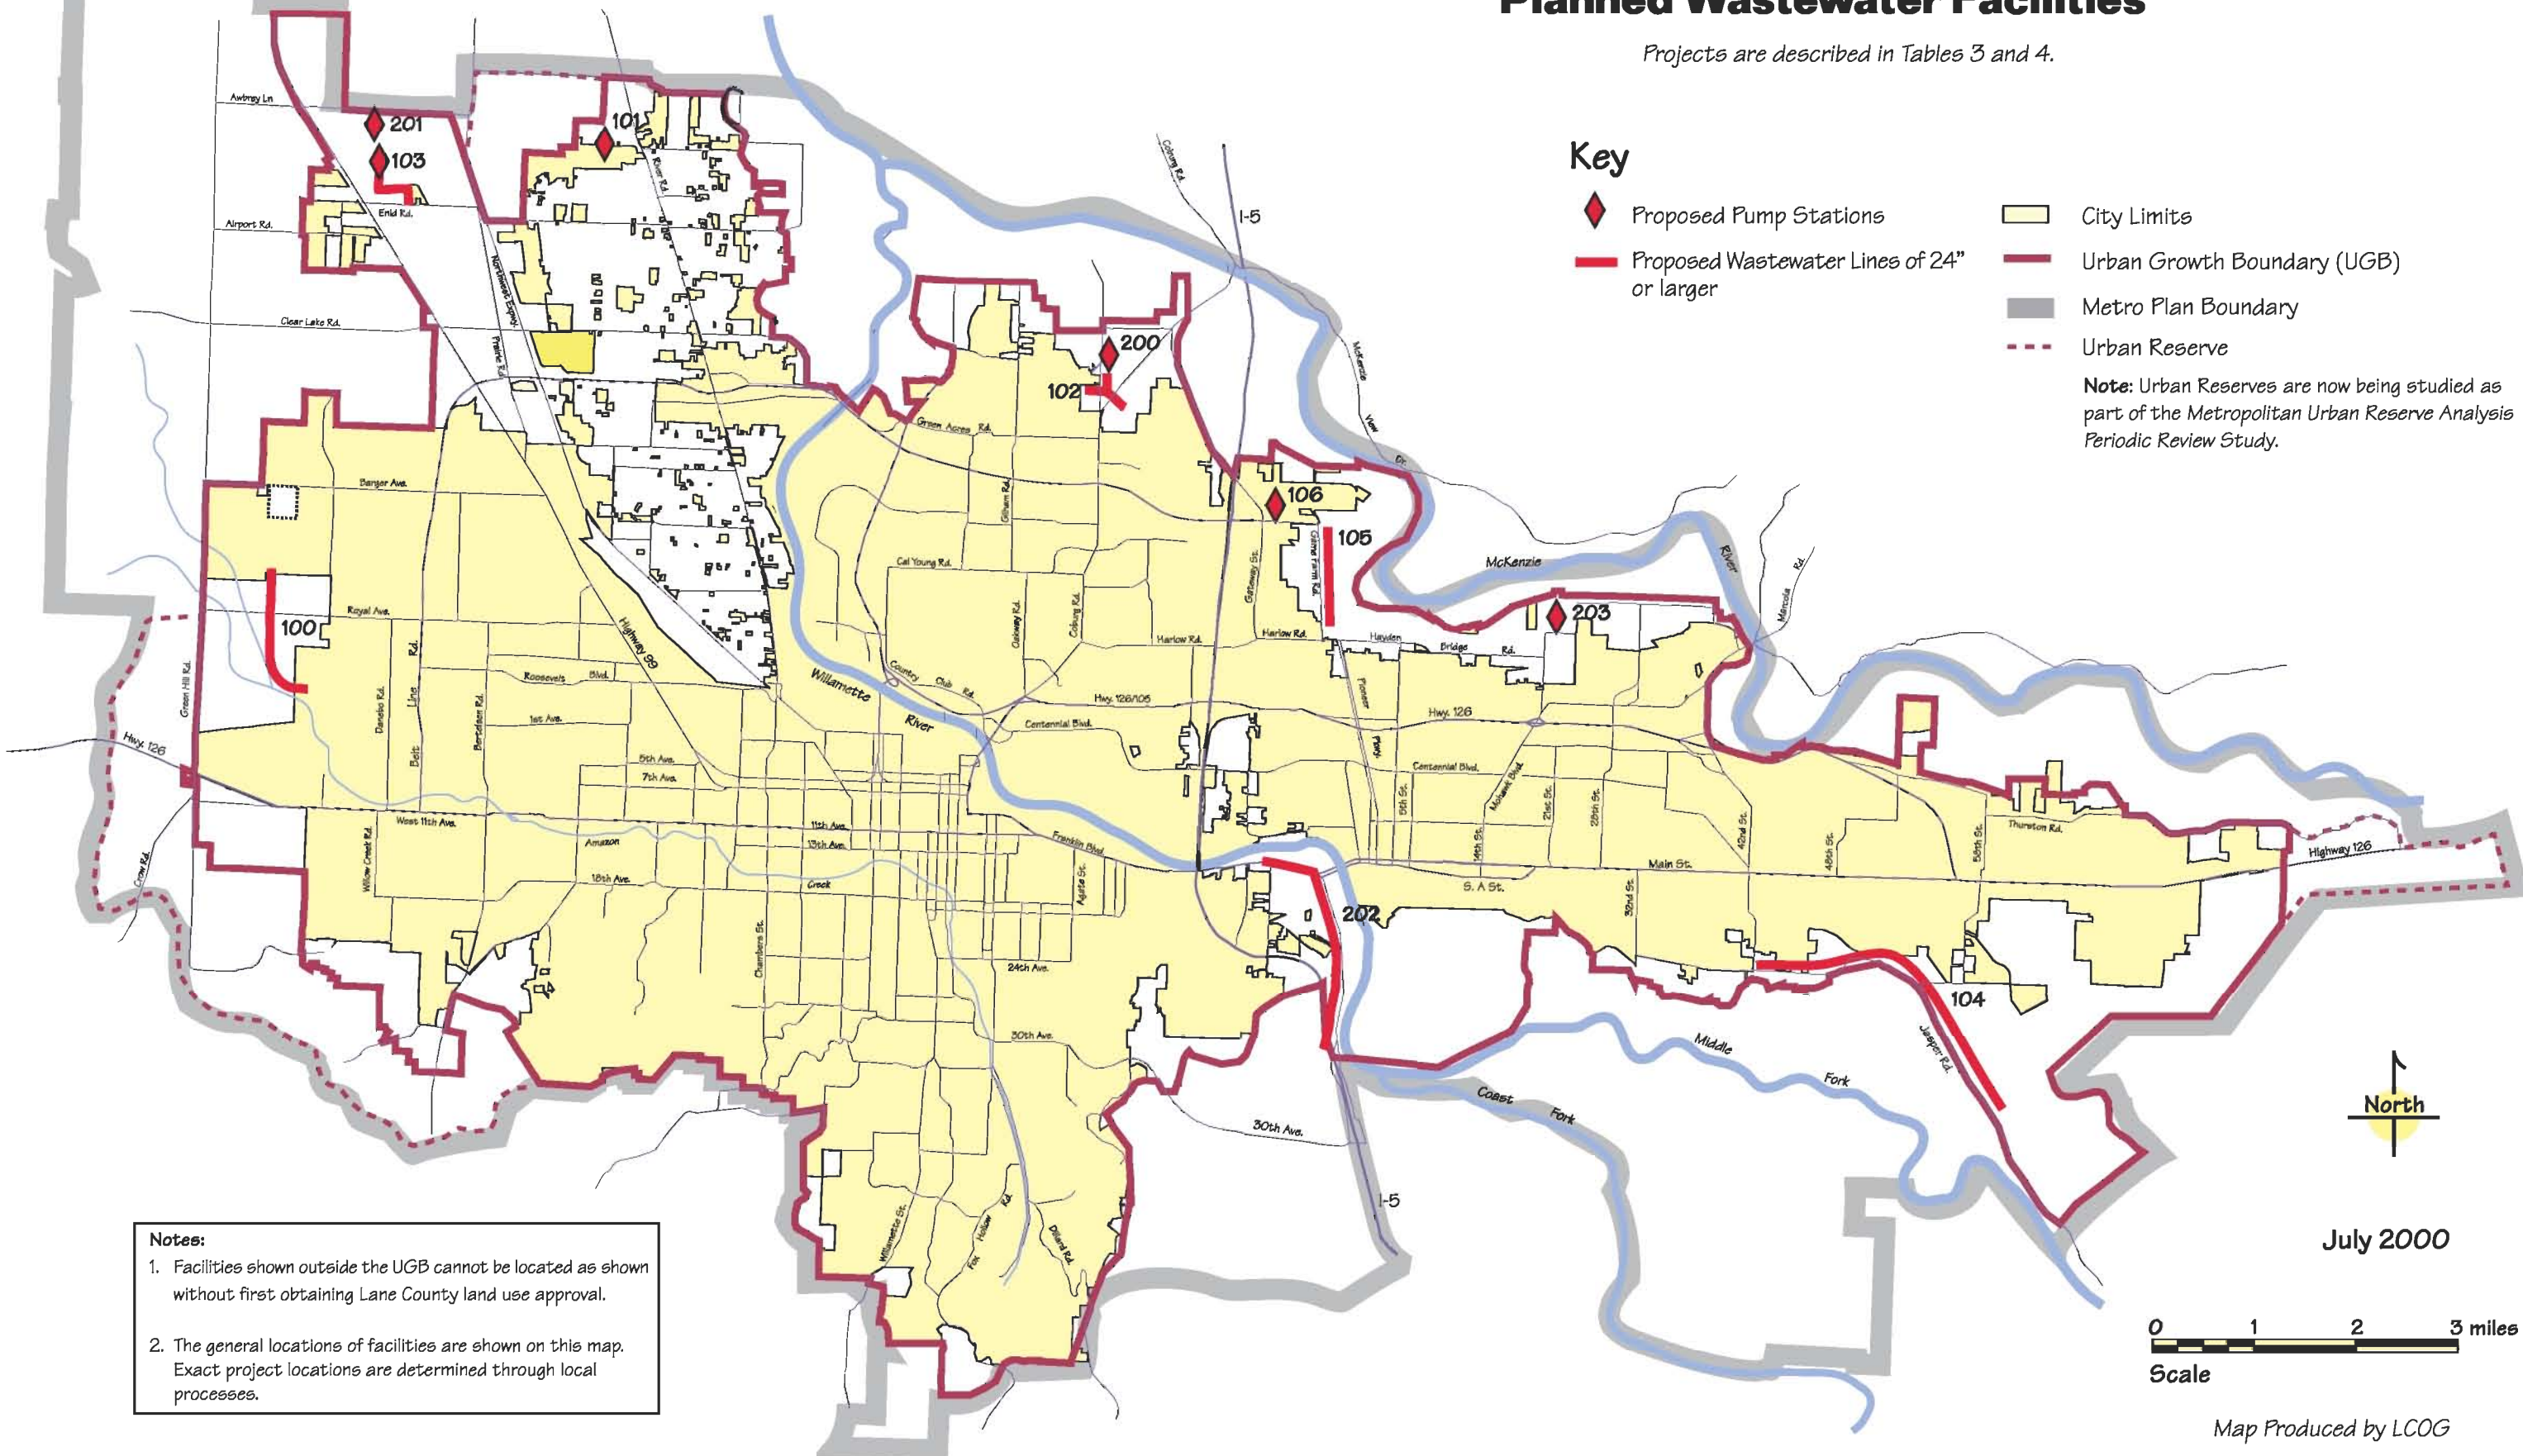 Planned Wastewater Facilities
Projects are described in Tables 3 and 4.
Key
Proposed Pump Stations
Proposed Wastewater Lines of 24"
or larger
City Limits
Urban Growth Boundary (UGB)
Metro Plan Boundary
Urban Reserve
Note: Urban Reserves are now being studied as
part of the Metropolitan Urban Reserve Analysis
Periodic Review Study.
Awbrey Ln
201
103
101
River Rd.
Enid Rd.
Airport Rd.
Northwest Expwy.
Clear Lake Rd.
Prairie Rd.
Coburg Rd.
I-5
200
102
McKenzie
View
Dr.
Green Acres Rd.
Gilham Rd.
Barger Ave.
106
105
Game Farm Rd.
Gateway St.
Cal Young Rd.
McKenzie
River
Marcola Rd.
203
Royal Ave.
100
Highway 99
Oakway Rd.
Coburg Rd.
Harlow Rd.
Harlow Rd.
Hayden
Bridge
Rd.
Green Hill Rd.
Danebo Rd.
Belt
Line
Rd.
Bertelsen Rd.
Roosevelt
Blvd.
1st Ave.
Willamette
River
Country
Club
Rd.
Hwy. 126/105
Centennial Blvd.
Pioneer
Pkwy.
Hwy. 126
Hwy. 126
5th Ave.
7th Ave.
Centennial Blvd.
5th St.
Mohawk Blvd.
14th St.
21st St.
28th St.
42nd St.
48th St.
58th St.
Thurston Rd.
Highway 126
West 11th Ave.
11th Ave.
13th Ave.
Franklin Blvd.
Amazon
Creek
18th Ave.
Willow Creek Rd.
Crow Rd.
Agate St.
Main St.
S. A St.
32nd St.
202
Chambers St.
24th Ave.
30th Ave.
104
Jasper Rd.
Middle
Fork
Coast
Fork
30th Ave.
I-5
Willamette St.
Fox
Hollow
Rd.
Dillard Rd.
North
July 2000
0 1 2 3 miles
Scale
Map Produced by LCOG
Notes:
1. Facilities shown outside the UGB cannot be located as shown
without first obtaining Lane County land use approval.
2. The general locations of facilities are shown on this map.
Exact project locations are determined through local
processes.